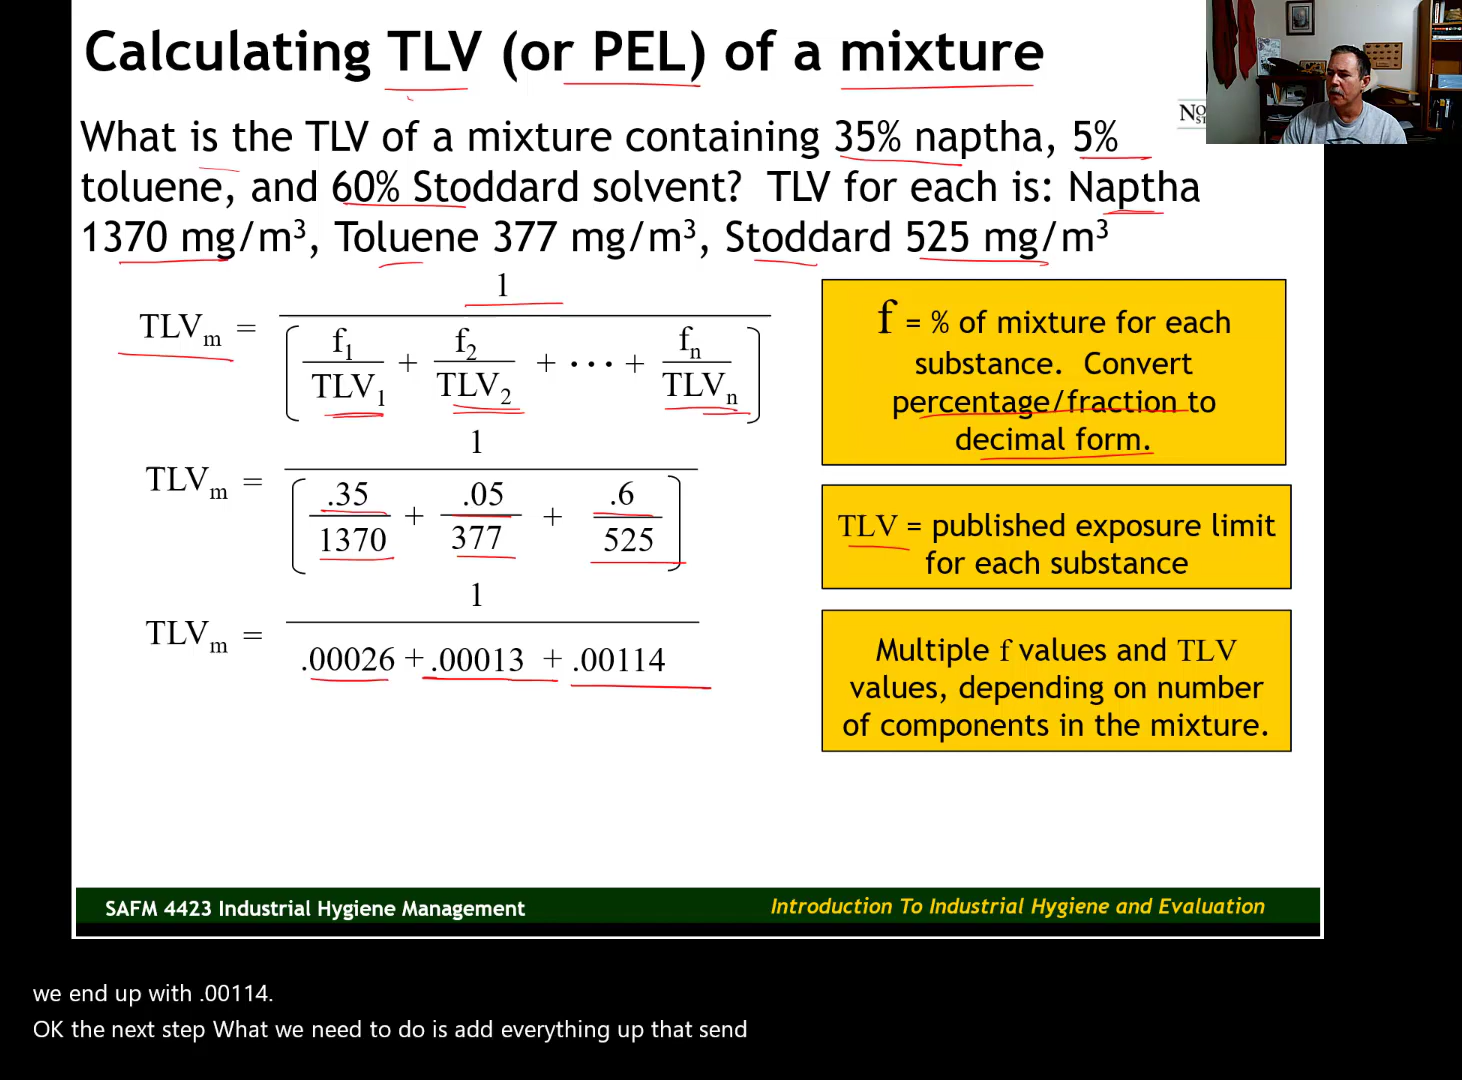 Calculating TLV (or PEL) of a mixture
What is the TLV of a mixture containing 35% naptha, 5%
toluene, and 60% Stoddard solvent? TLV for each is: Naptha
1370 mg/m³, Toluene 377 mg/m³, Stoddard 525 mg/m³
1
TLVₘ =
f₁ + f₂ + ··· + fₙ
TLV₁ TLV₂ TLVₙ
1
TLVₘ =
.35 + .05 + .6
1370 377 525
1
TLVₘ =
.00026 + .00013 + .00114
f = % of mixture for each
substance. Convert
percentage/fraction to
decimal form.
TLV = published exposure limit
for each substance
Multiple f values and TLV
values, depending on number
of components in the mixture.
SAFM 4423 Industrial Hygiene Management
Introduction To Industrial Hygiene and Evaluation
we end up with .00114.
OK the next step What we need to do is add everything up that send